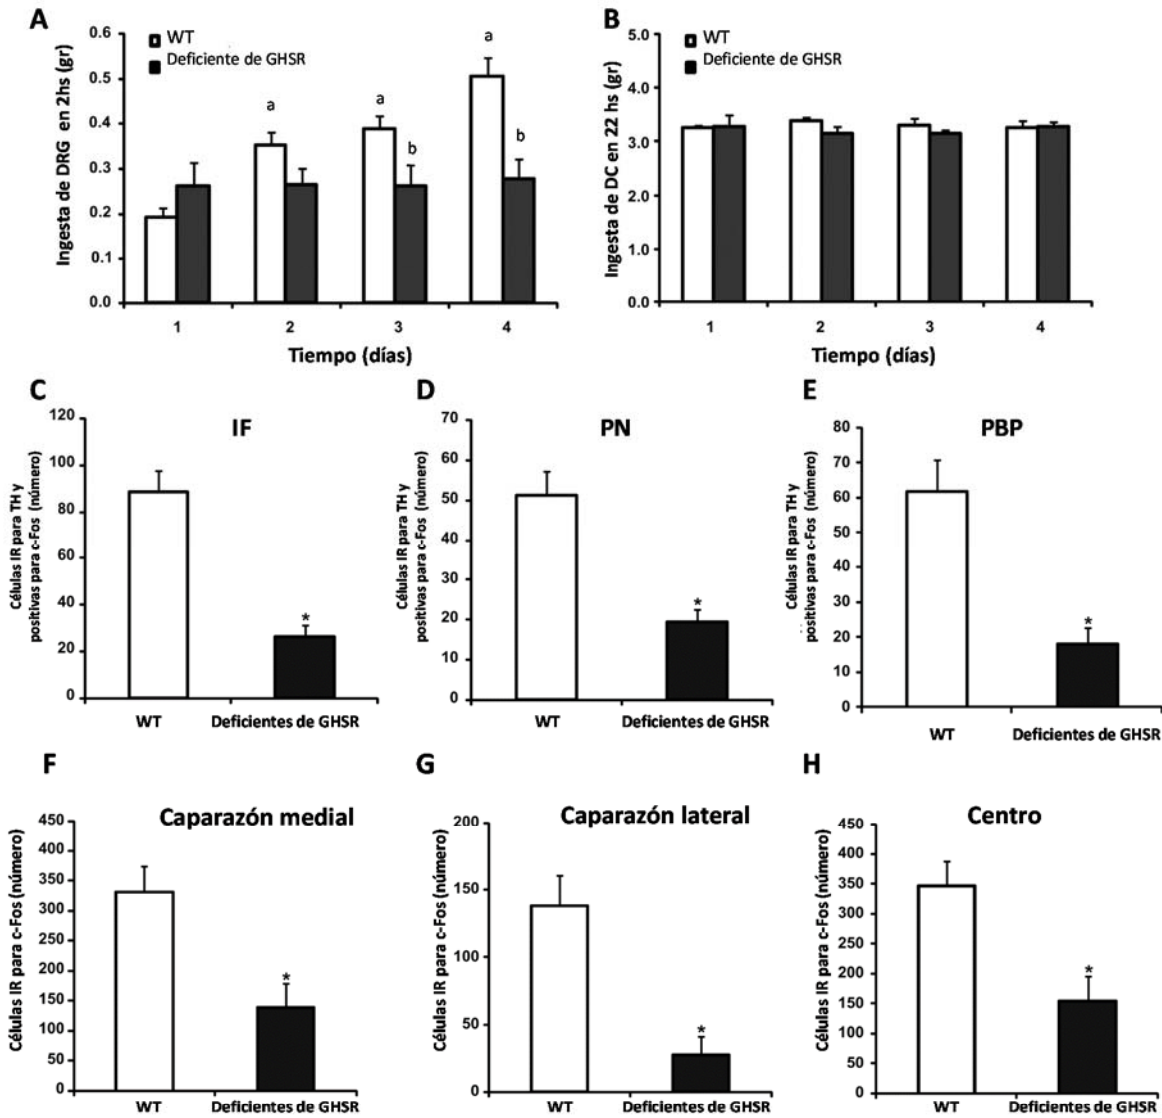 A
WT
Deficiente de GHSR
Ingesta de DRG en 2hs (gr)
0.6
0.5
0.4
0.3
0.2
0.1
0.0
a
a
b
a
b
1 2 3 4
Tiempo (días)
B
WT
Deficiente de GHSR
Ingesta de DC en 22 hs (gr)
5.0
4.0
3.0
2.0
1.0
0.0
1 2 3 4
Tiempo (días)
C
IF
Células IR para TH y
positivas para c-Fos (número)
120
100
80
60
40
20
0
*
WT Deficientes de GHSR
D
PN
Células IR para TH y
positivas para c-Fos (número)
70
60
50
40
30
20
10
0
*
WT Deficientes de GHSR
E
PBP
Células IR para TH y
positivas para c-Fos (número)
80
70
60
50
40
30
20
10
0
*
WT Deficientes de GHSR
F
Caparazón medial
Células IR para c-Fos (número)
450
400
350
300
250
200
150
100
50
0
*
WT Deficientes de GHSR
G
Caparazón lateral
Células IR para c-Fos (número)
200
150
100
50
0
*
WT Deficientes de GHSR
H
Centro
Células IR para c-Fos (número)
450
400
350
300
250
200
150
100
50
0
*
WT Deficientes de GHSR